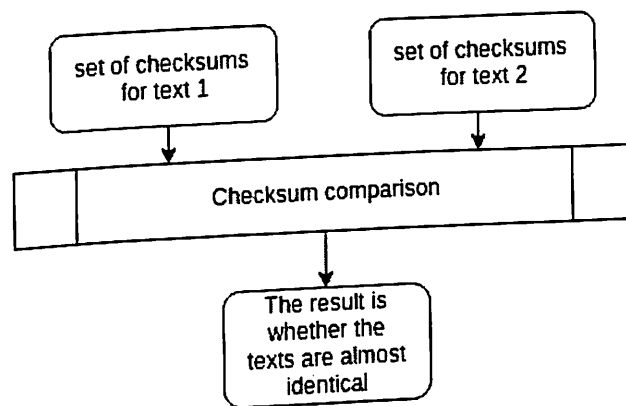 set of checksums
for text 1
set of checksums
for text 2
Checksum comparison
The result is
whether the
texts are almost
identical